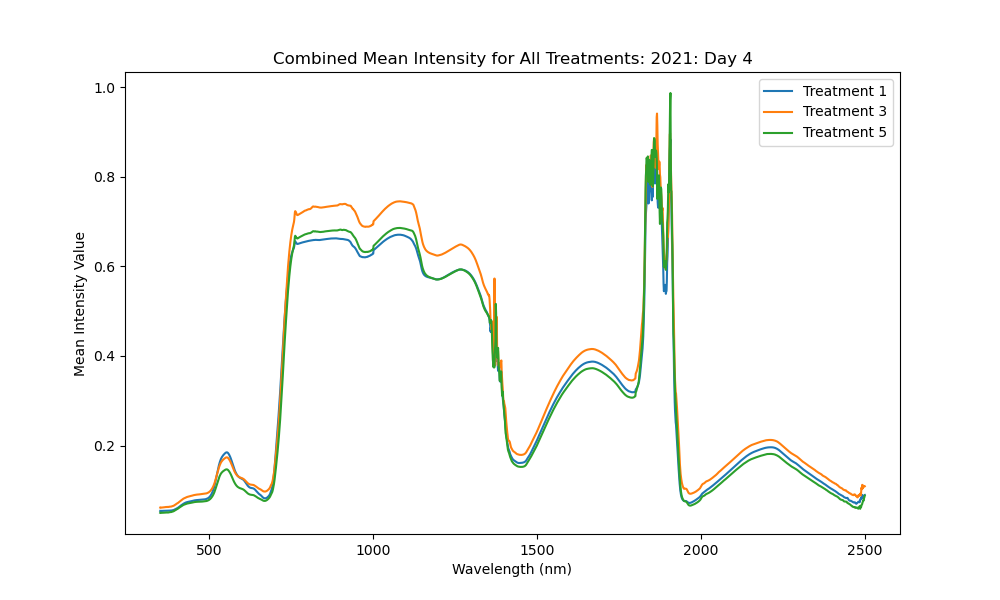 Combined Mean Intensity for All Treatments: 2021: Day 4
Treatment 1
Treatment 3
Treatment 5
Mean Intensity Value
1.0
0.8
0.6
0.4
0.2
500
1000
1500
2000
2500
Wavelength (nm)